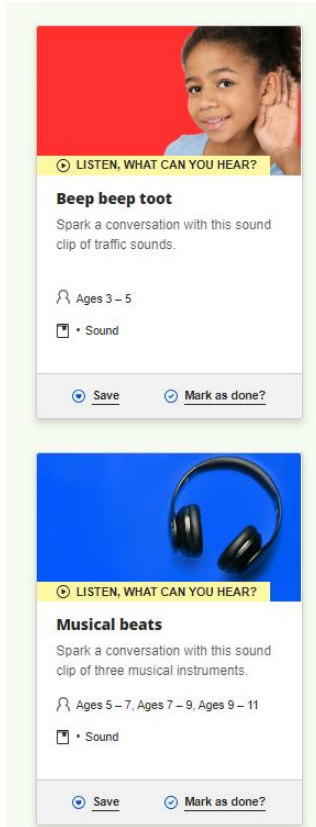 LISTEN, WHAT CAN YOU HEAR?
Beep beep toot
Spark a conversation with this sound
clip of traffic sounds.
Ages 3 – 5
• Sound
Save Mark as done?
LISTEN, WHAT CAN YOU HEAR?
Musical beats
Spark a conversation with this sound
clip of three musical instruments.
Ages 5 – 7, Ages 7 – 9, Ages 9 – 11
• Sound
Save Mark as done?